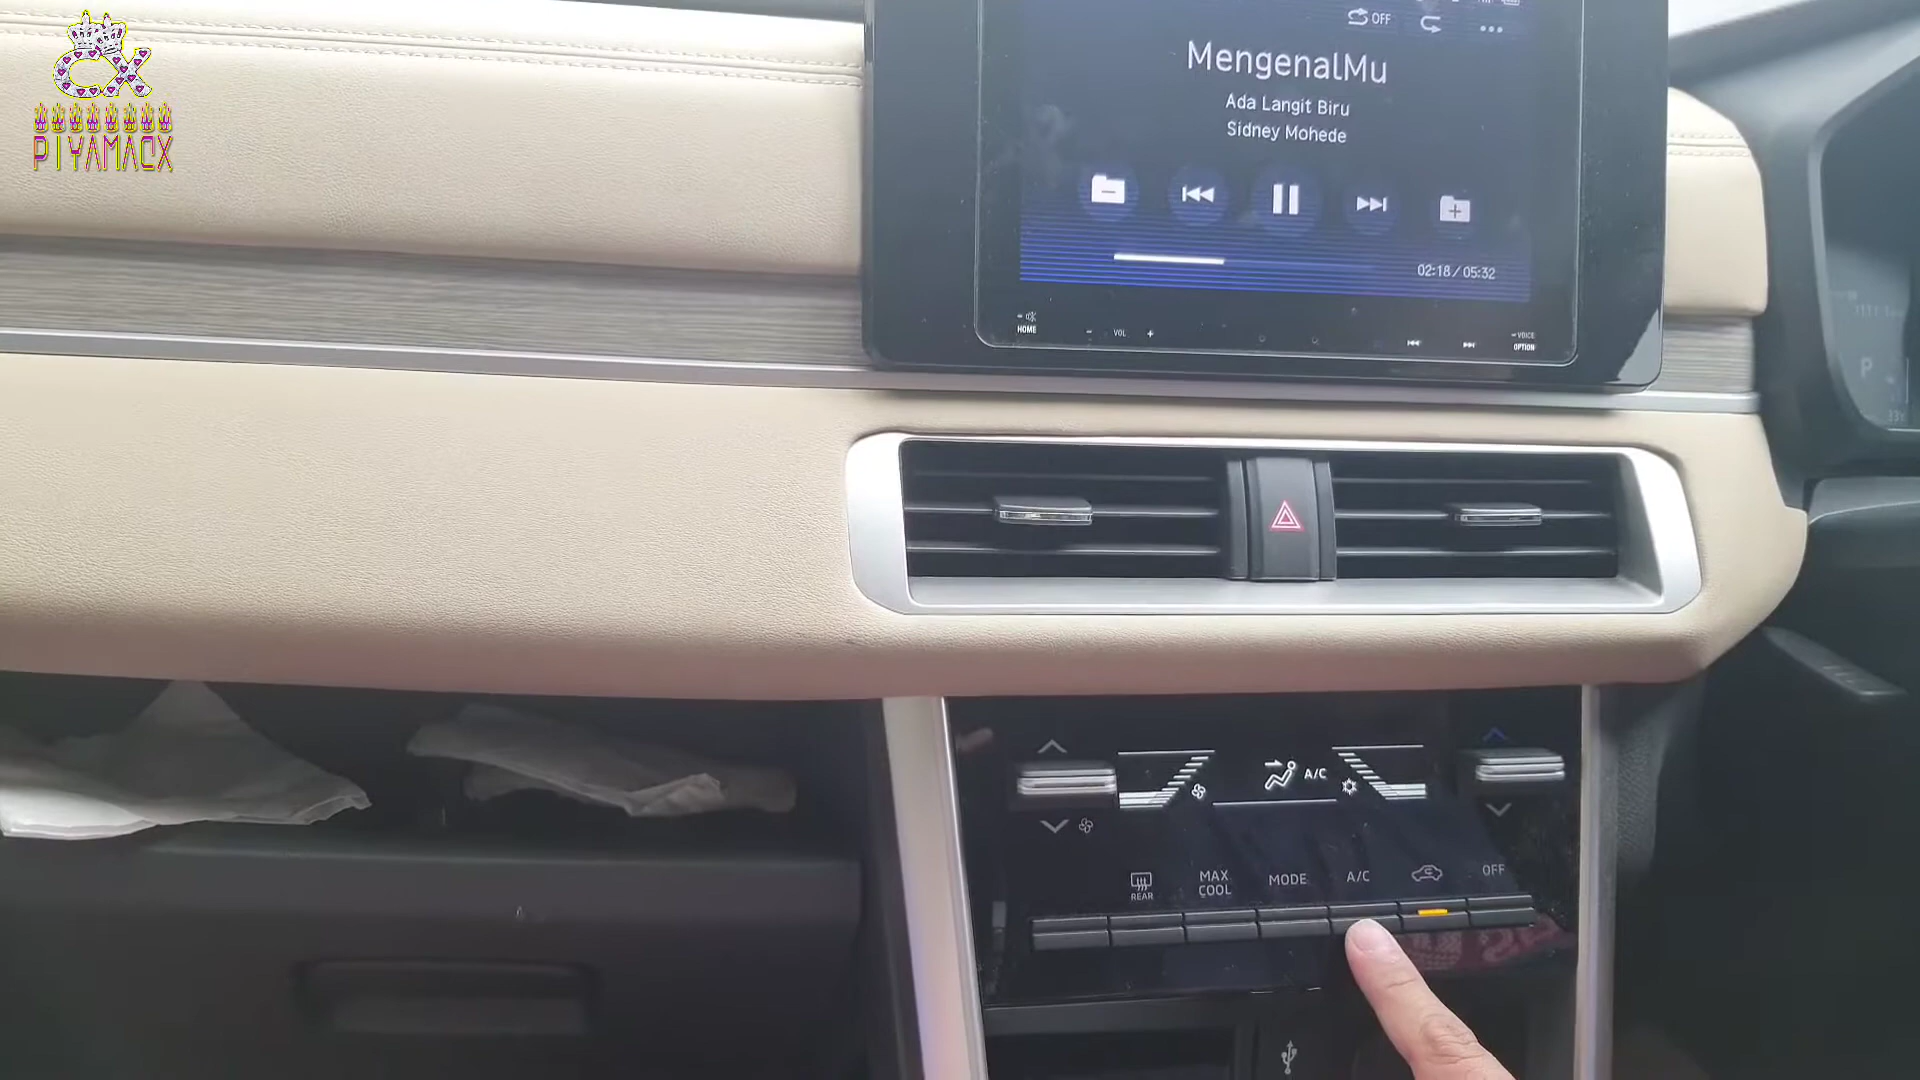 PIYAMACX
OFF
MengenalMu
Ada Langit Biru
Sidney Mohede
02:18 / 05:32
HOME
- VOL +
VOICE
OPTION
P
A/C
REAR
MAX COOL
MODE
A/C
OFF